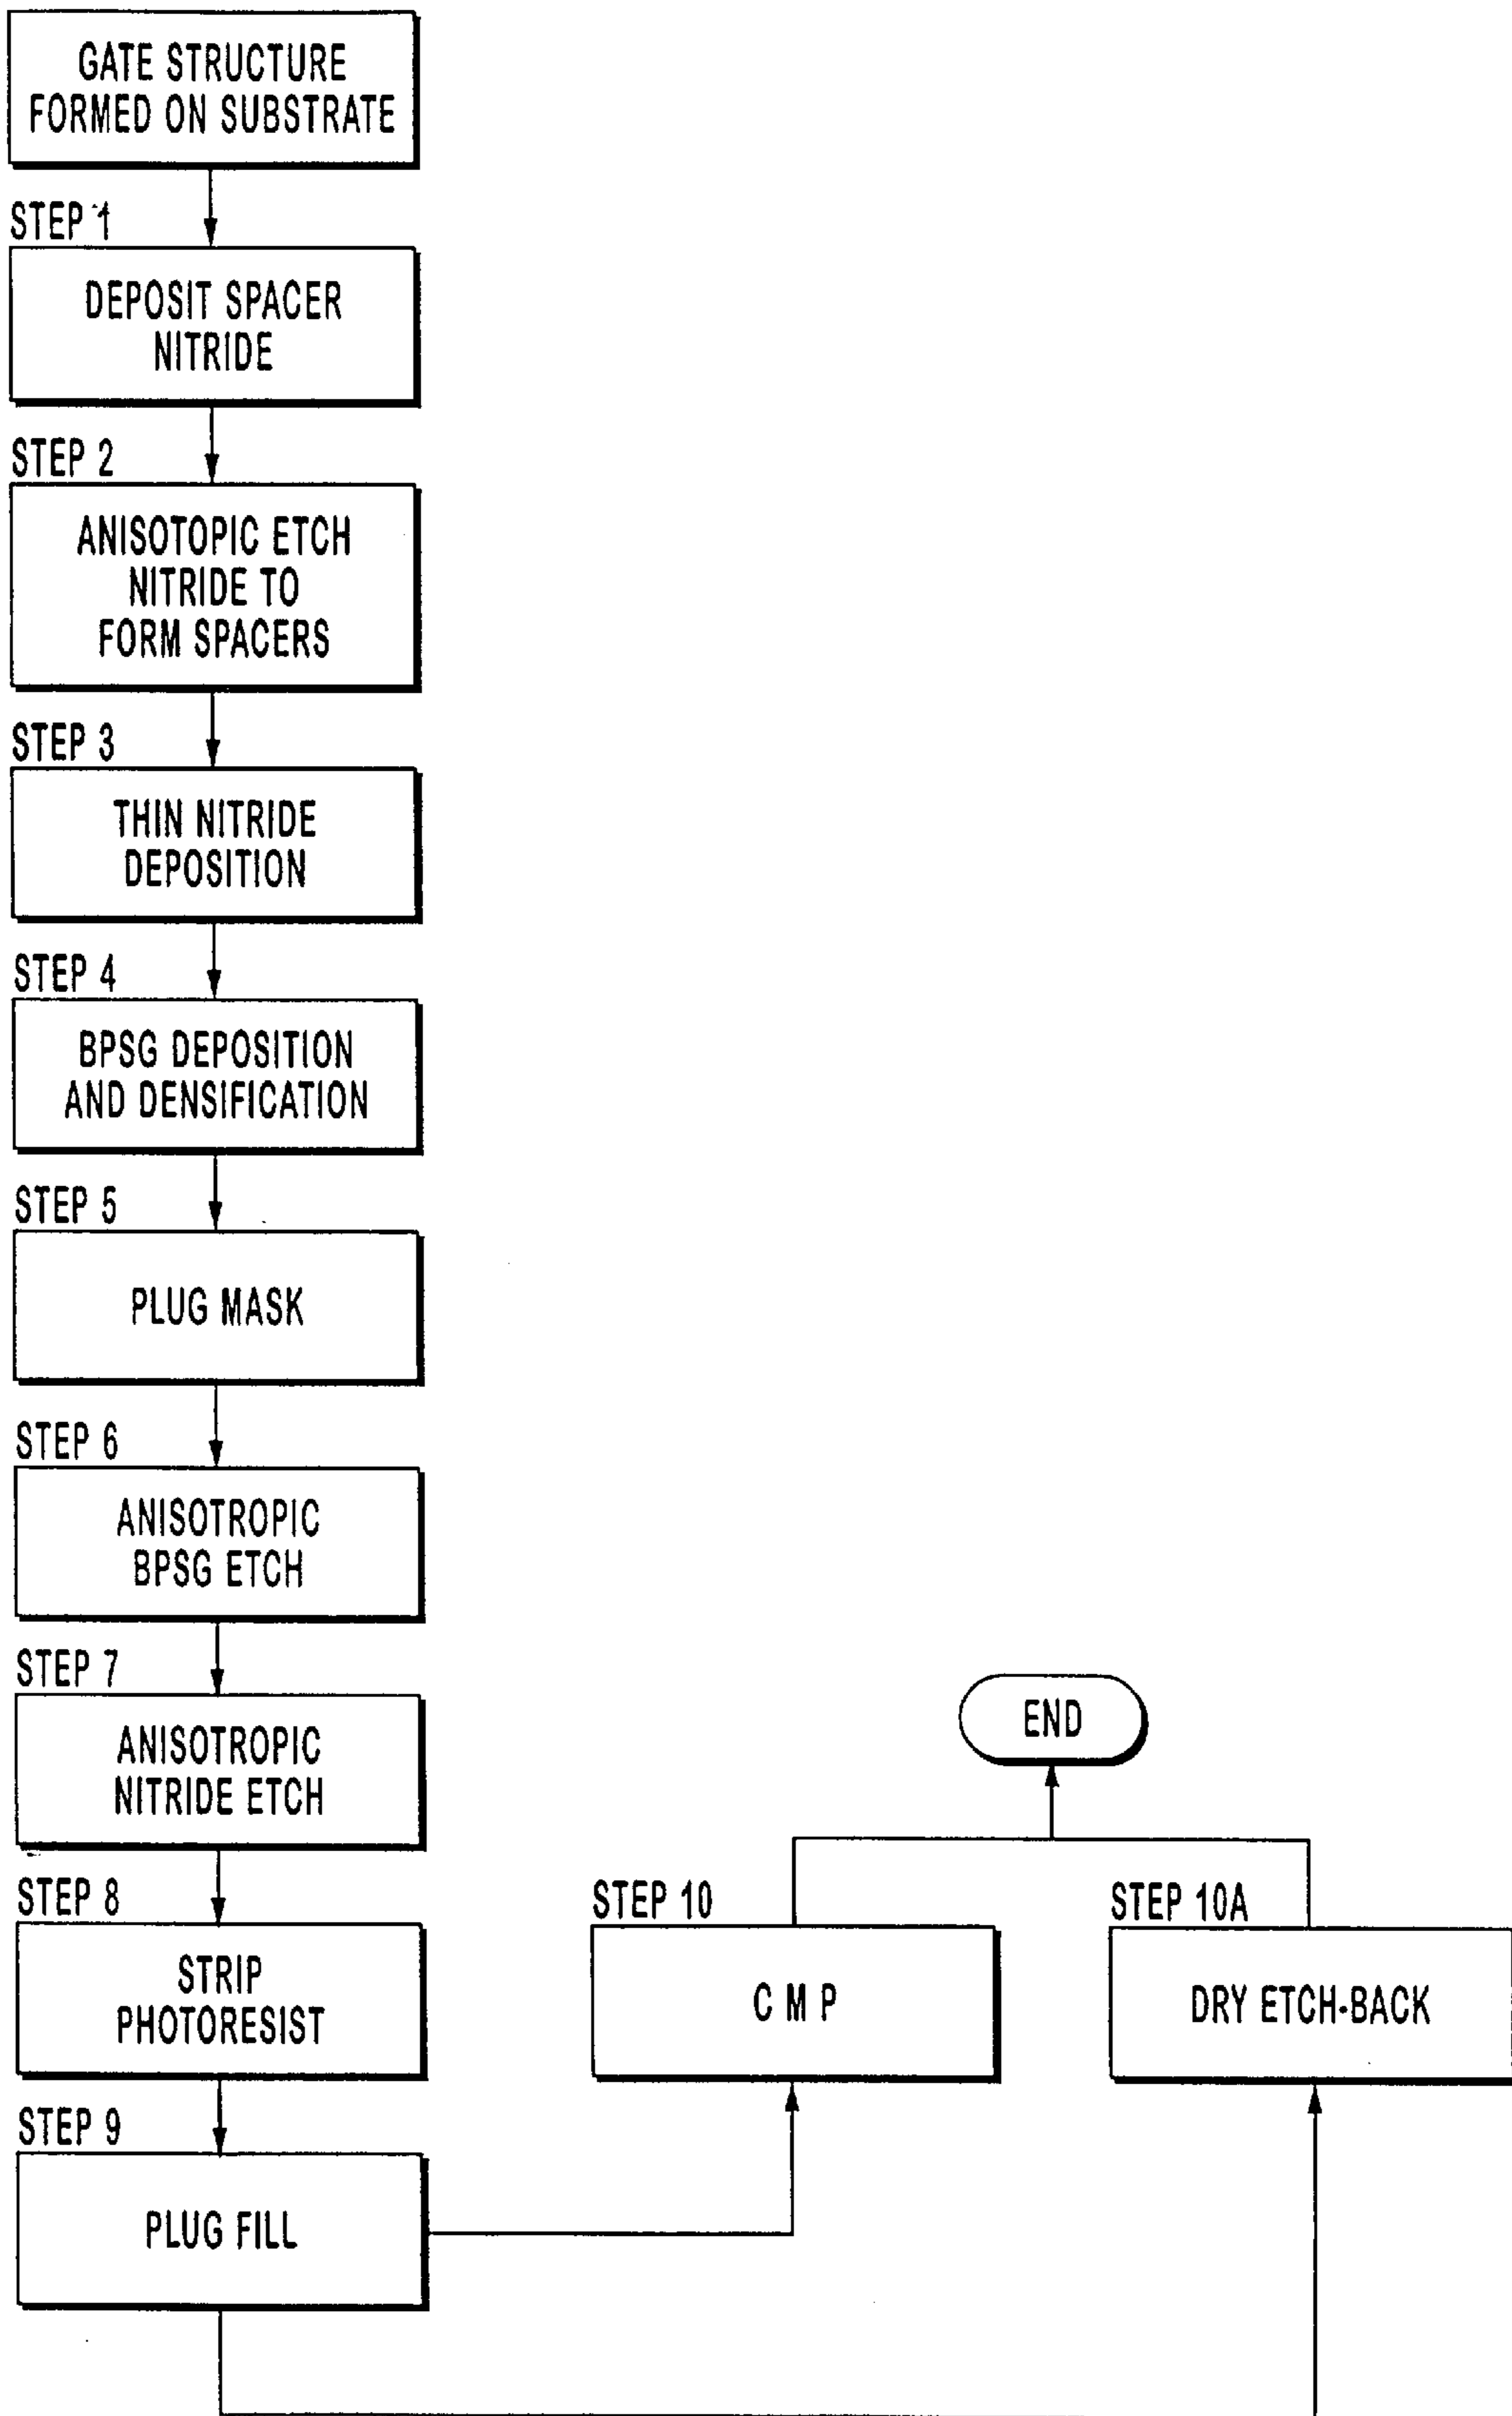 GATE STRUCTURE
FORMED ON SUBSTRATE
STEP 1
DEPOSIT SPACER
NITRIDE
STEP 2
ANISOTOPIC ETCH
NITRIDE TO
FORM SPACERS
STEP 3
THIN NITRIDE
DEPOSITION
STEP 4
BPSG DEPOSITION
AND DENSIFICATION
STEP 5
PLUG MASK
STEP 6
ANISOTROPIC
BPSG ETCH
STEP 7
ANISOTROPIC
NITRIDE ETCH
STEP 8
STRIP
PHOTORESIST
STEP 9
PLUG FILL
STEP 10
C M P
STEP 10A
DRY ETCH-BACK
END